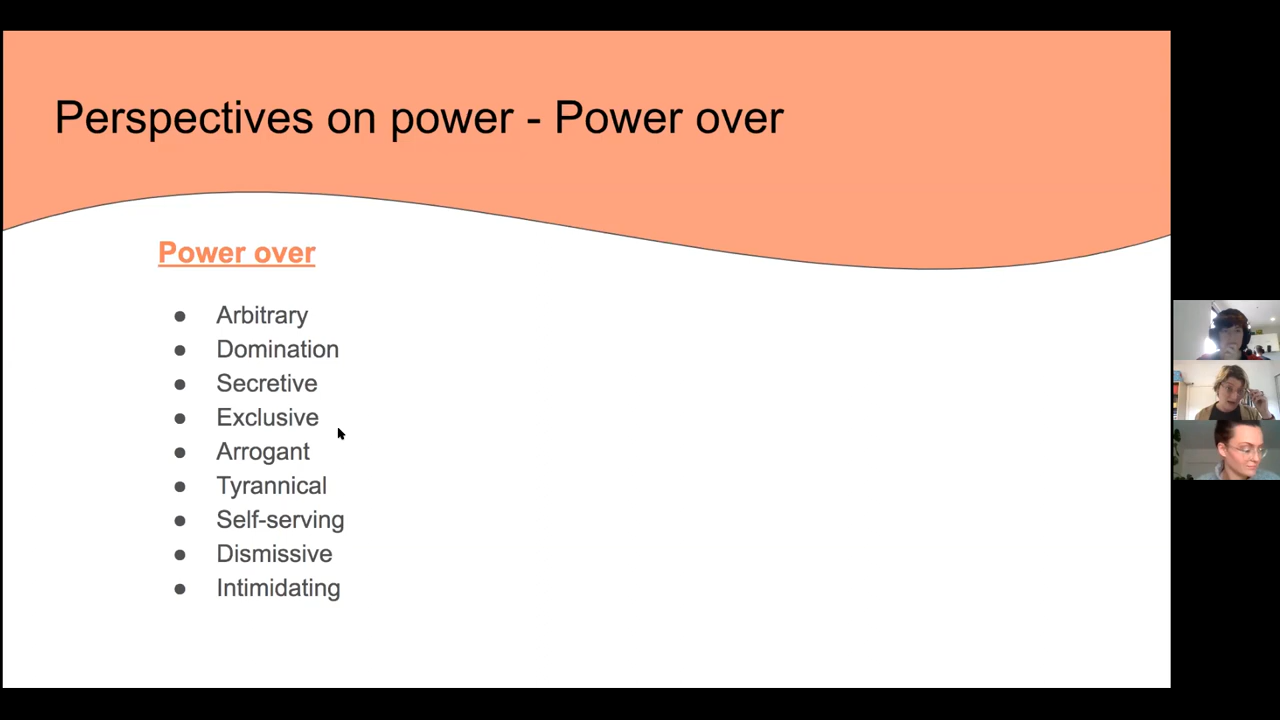 Perspectives on power - Power over
Power over
● Arbitrary
● Domination
● Secretive
● Exclusive
● Arrogant
● Tyrannical
● Self-serving
● Dismissive
● Intimidating